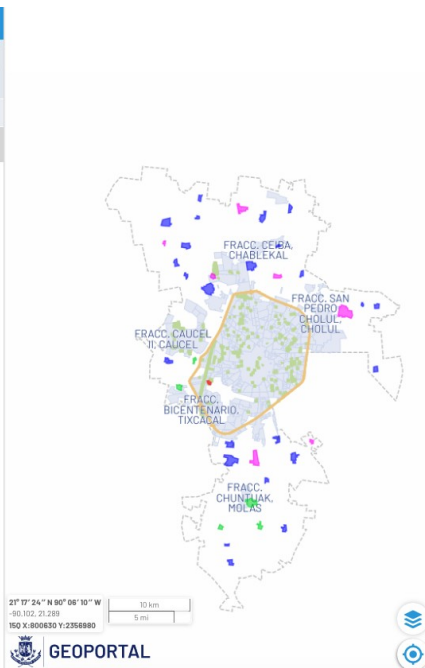 FRACC. CEIBA,
CHABLEKAL
FRACC. SAN
PEDRO
CHOLUL,
CHOLUL
FRACC. CAUCEL
II, CAUCEL
FRACC.
BICENTENARIO,
TIXCACAL
FRACC.
CHUNTUAK,
MOLAS
21° 17' 24'' N 90° 06' 10'' W
-90.102, 21.289
15Q X:800630 Y:2356980
10 km
5 mi
GEOPORTAL